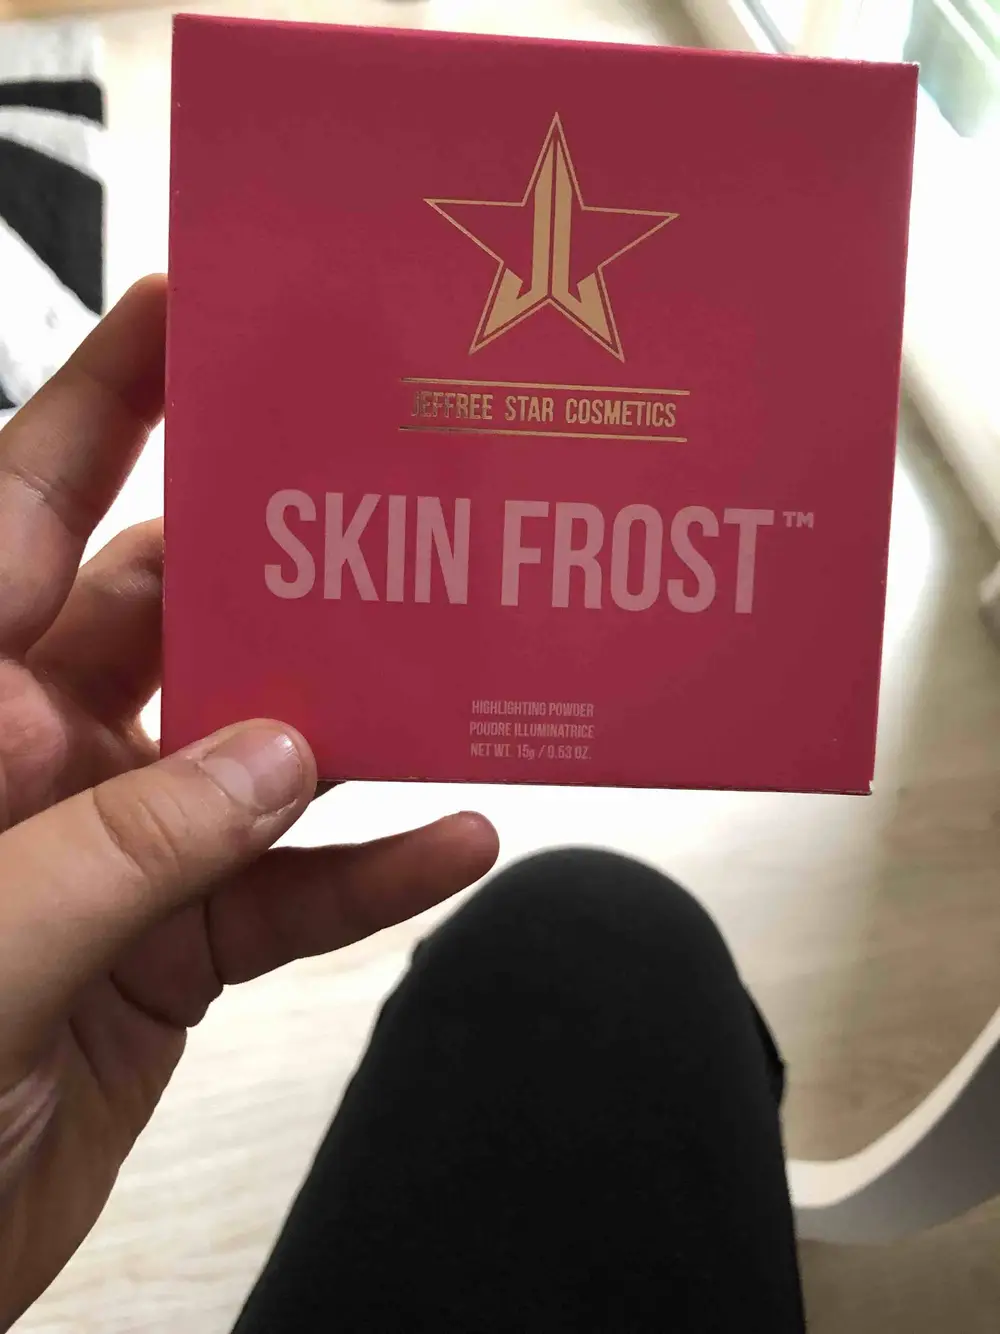 JEFFREE STAR COSMETICS
SKIN FROST™
HIGHLIGHTING POWDER
POUDRE ILLUMINATRICE
NET WT. 15g / 0.53 OZ.